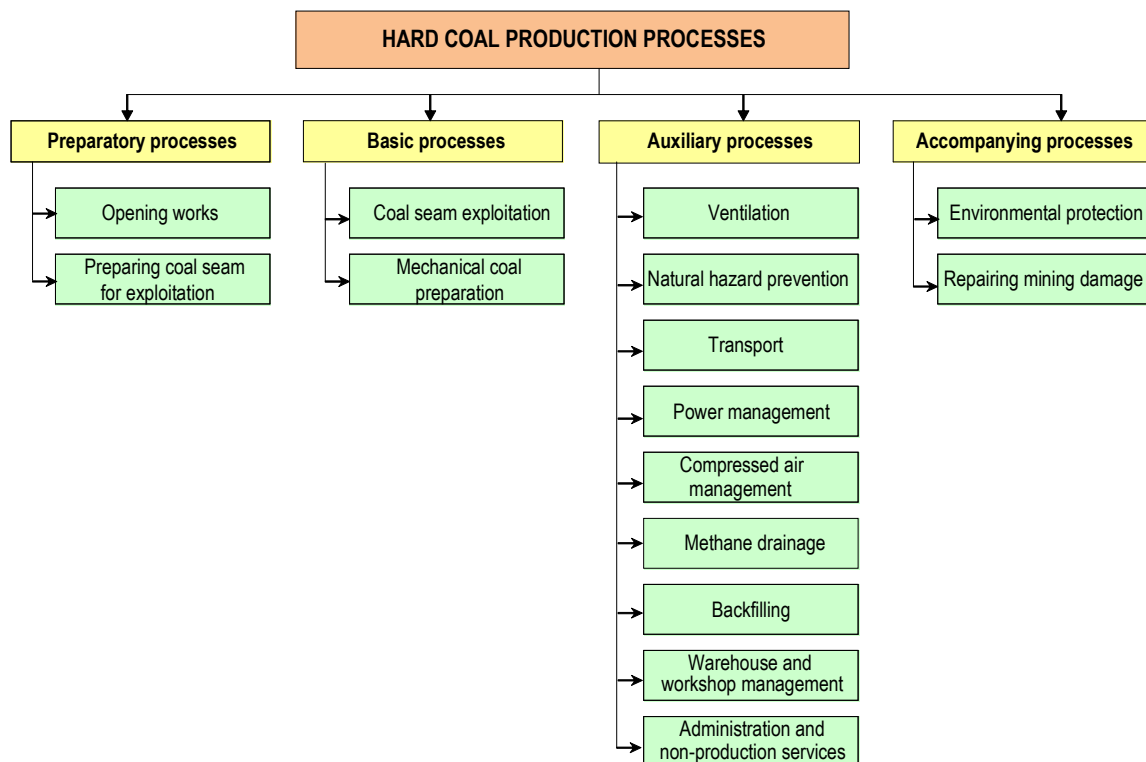 HARD COAL PRODUCTION PROCESSES
Preparatory processes
Opening works
Preparing coal seam
for exploitation
Basic processes
Coal seam exploitation
Mechanical coal
preparation
Auxiliary processes
Ventilation
Natural hazard prevention
Transport
Power management
Compressed air
management
Methane drainage
Backfilling
Warehouse and
workshop management
Administration and
non-production services
Accompanying processes
Environmental protection
Repairing mining damage